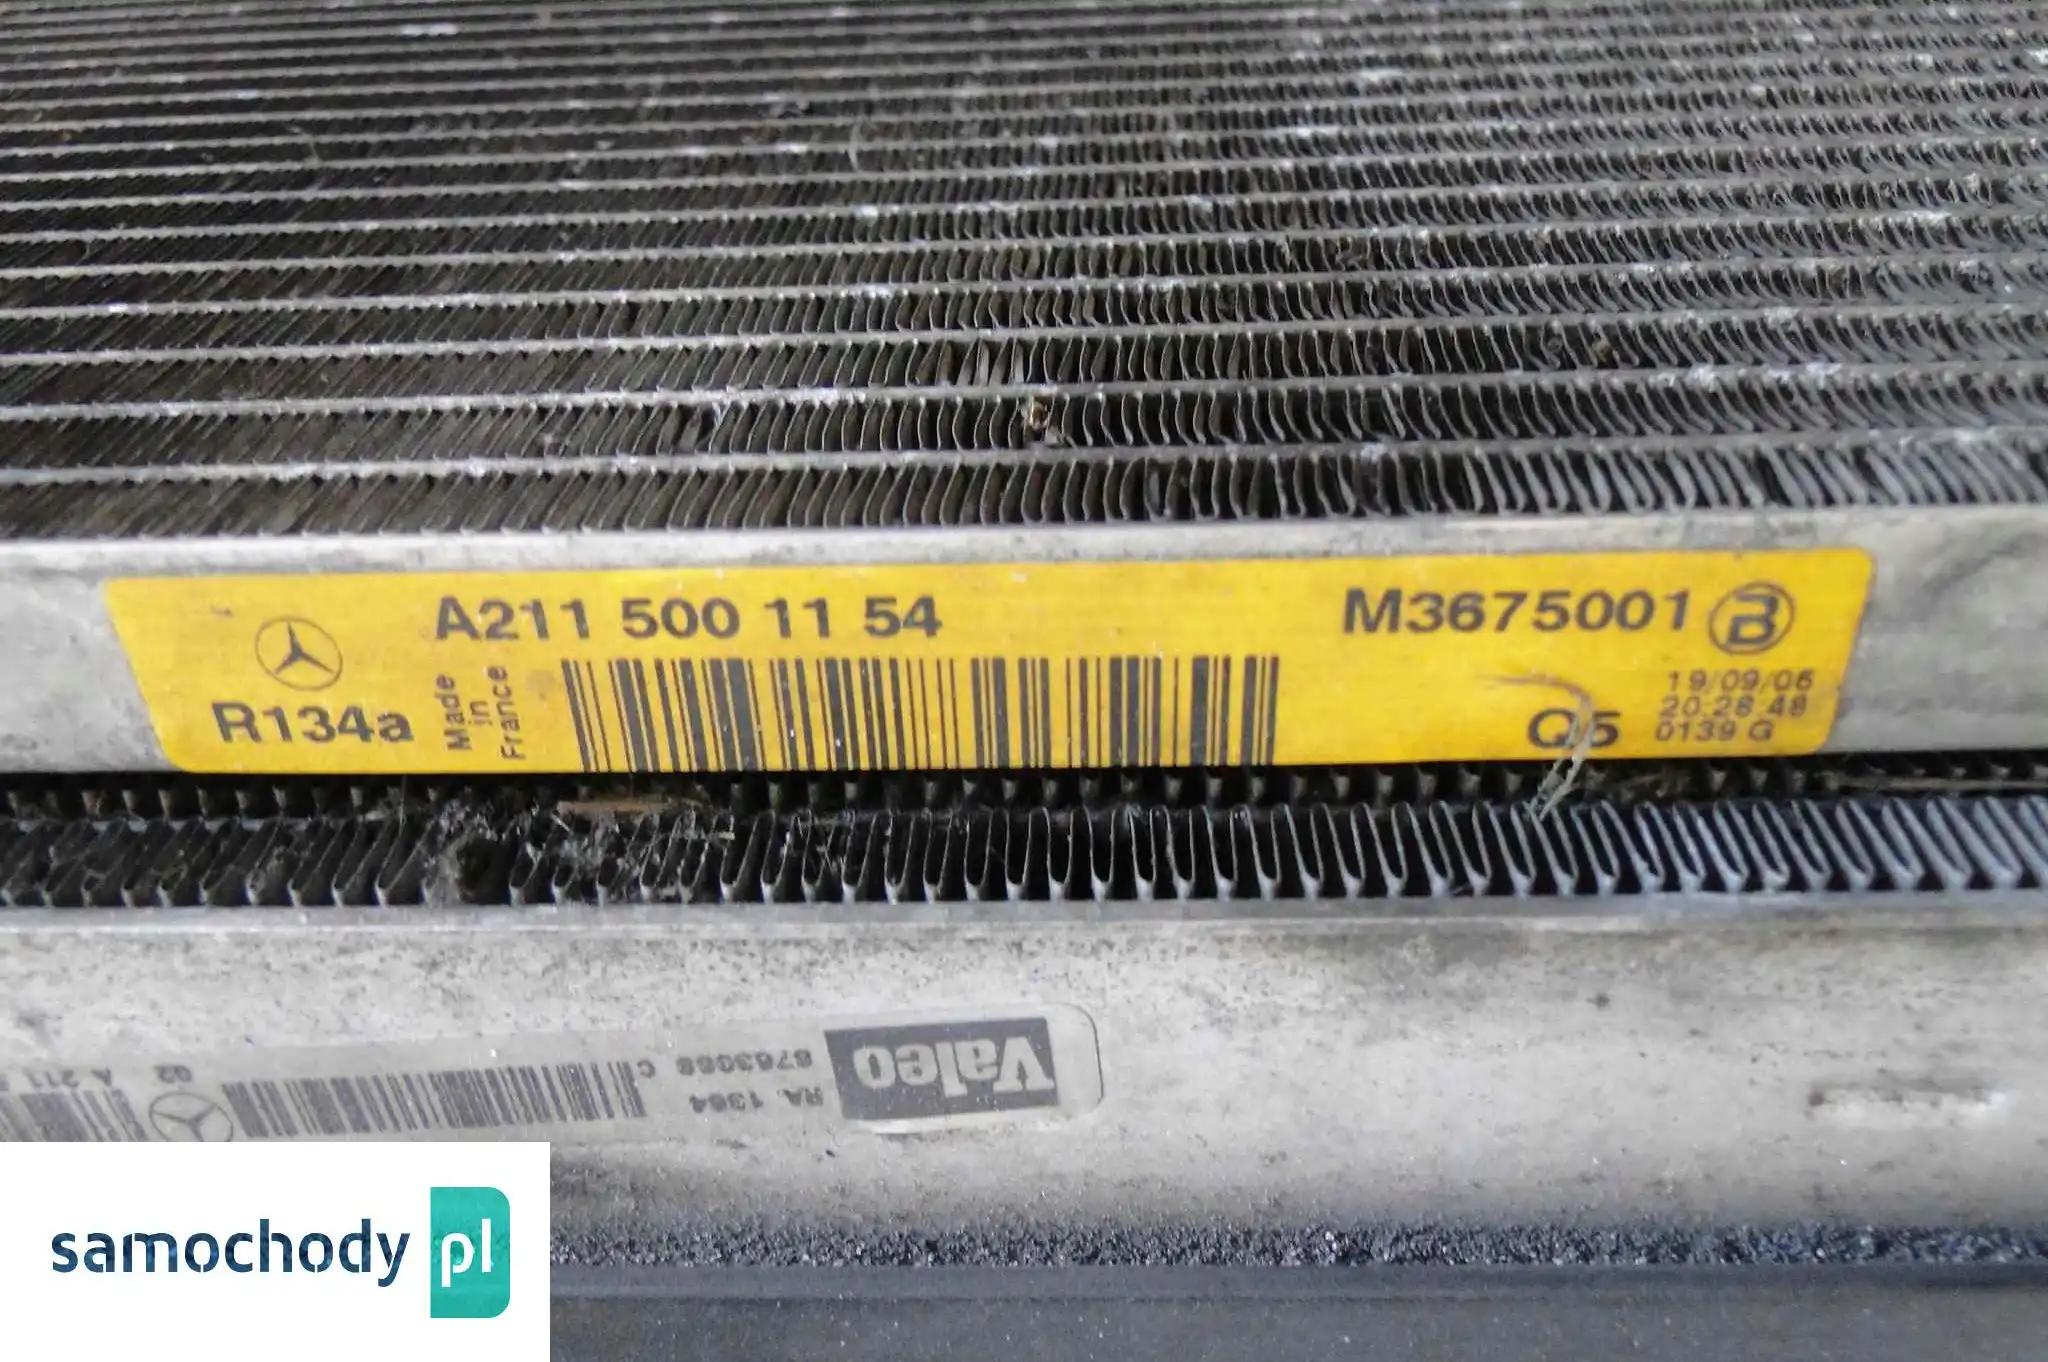 A211 500 11 54
M3675001
R134a
Made
in
France
Q5
19/09/06
20:28:48
0139 G
Valeo
RA. 1364
8763068 C
A 211
samochody pl